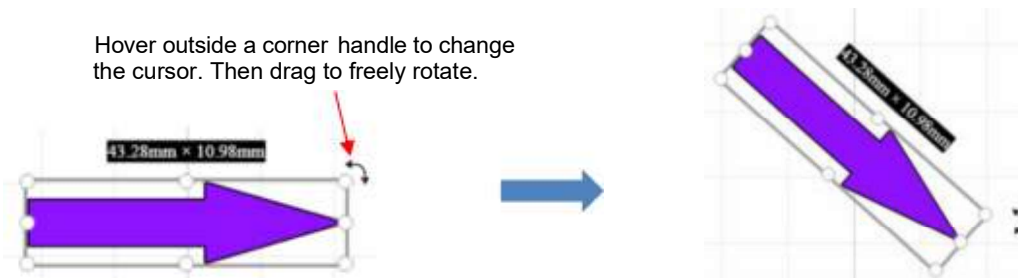 Hover outside a corner handle to change
the cursor. Then drag to freely rotate.
43.28mm × 10.98mm
43.28mm × 10.98mm